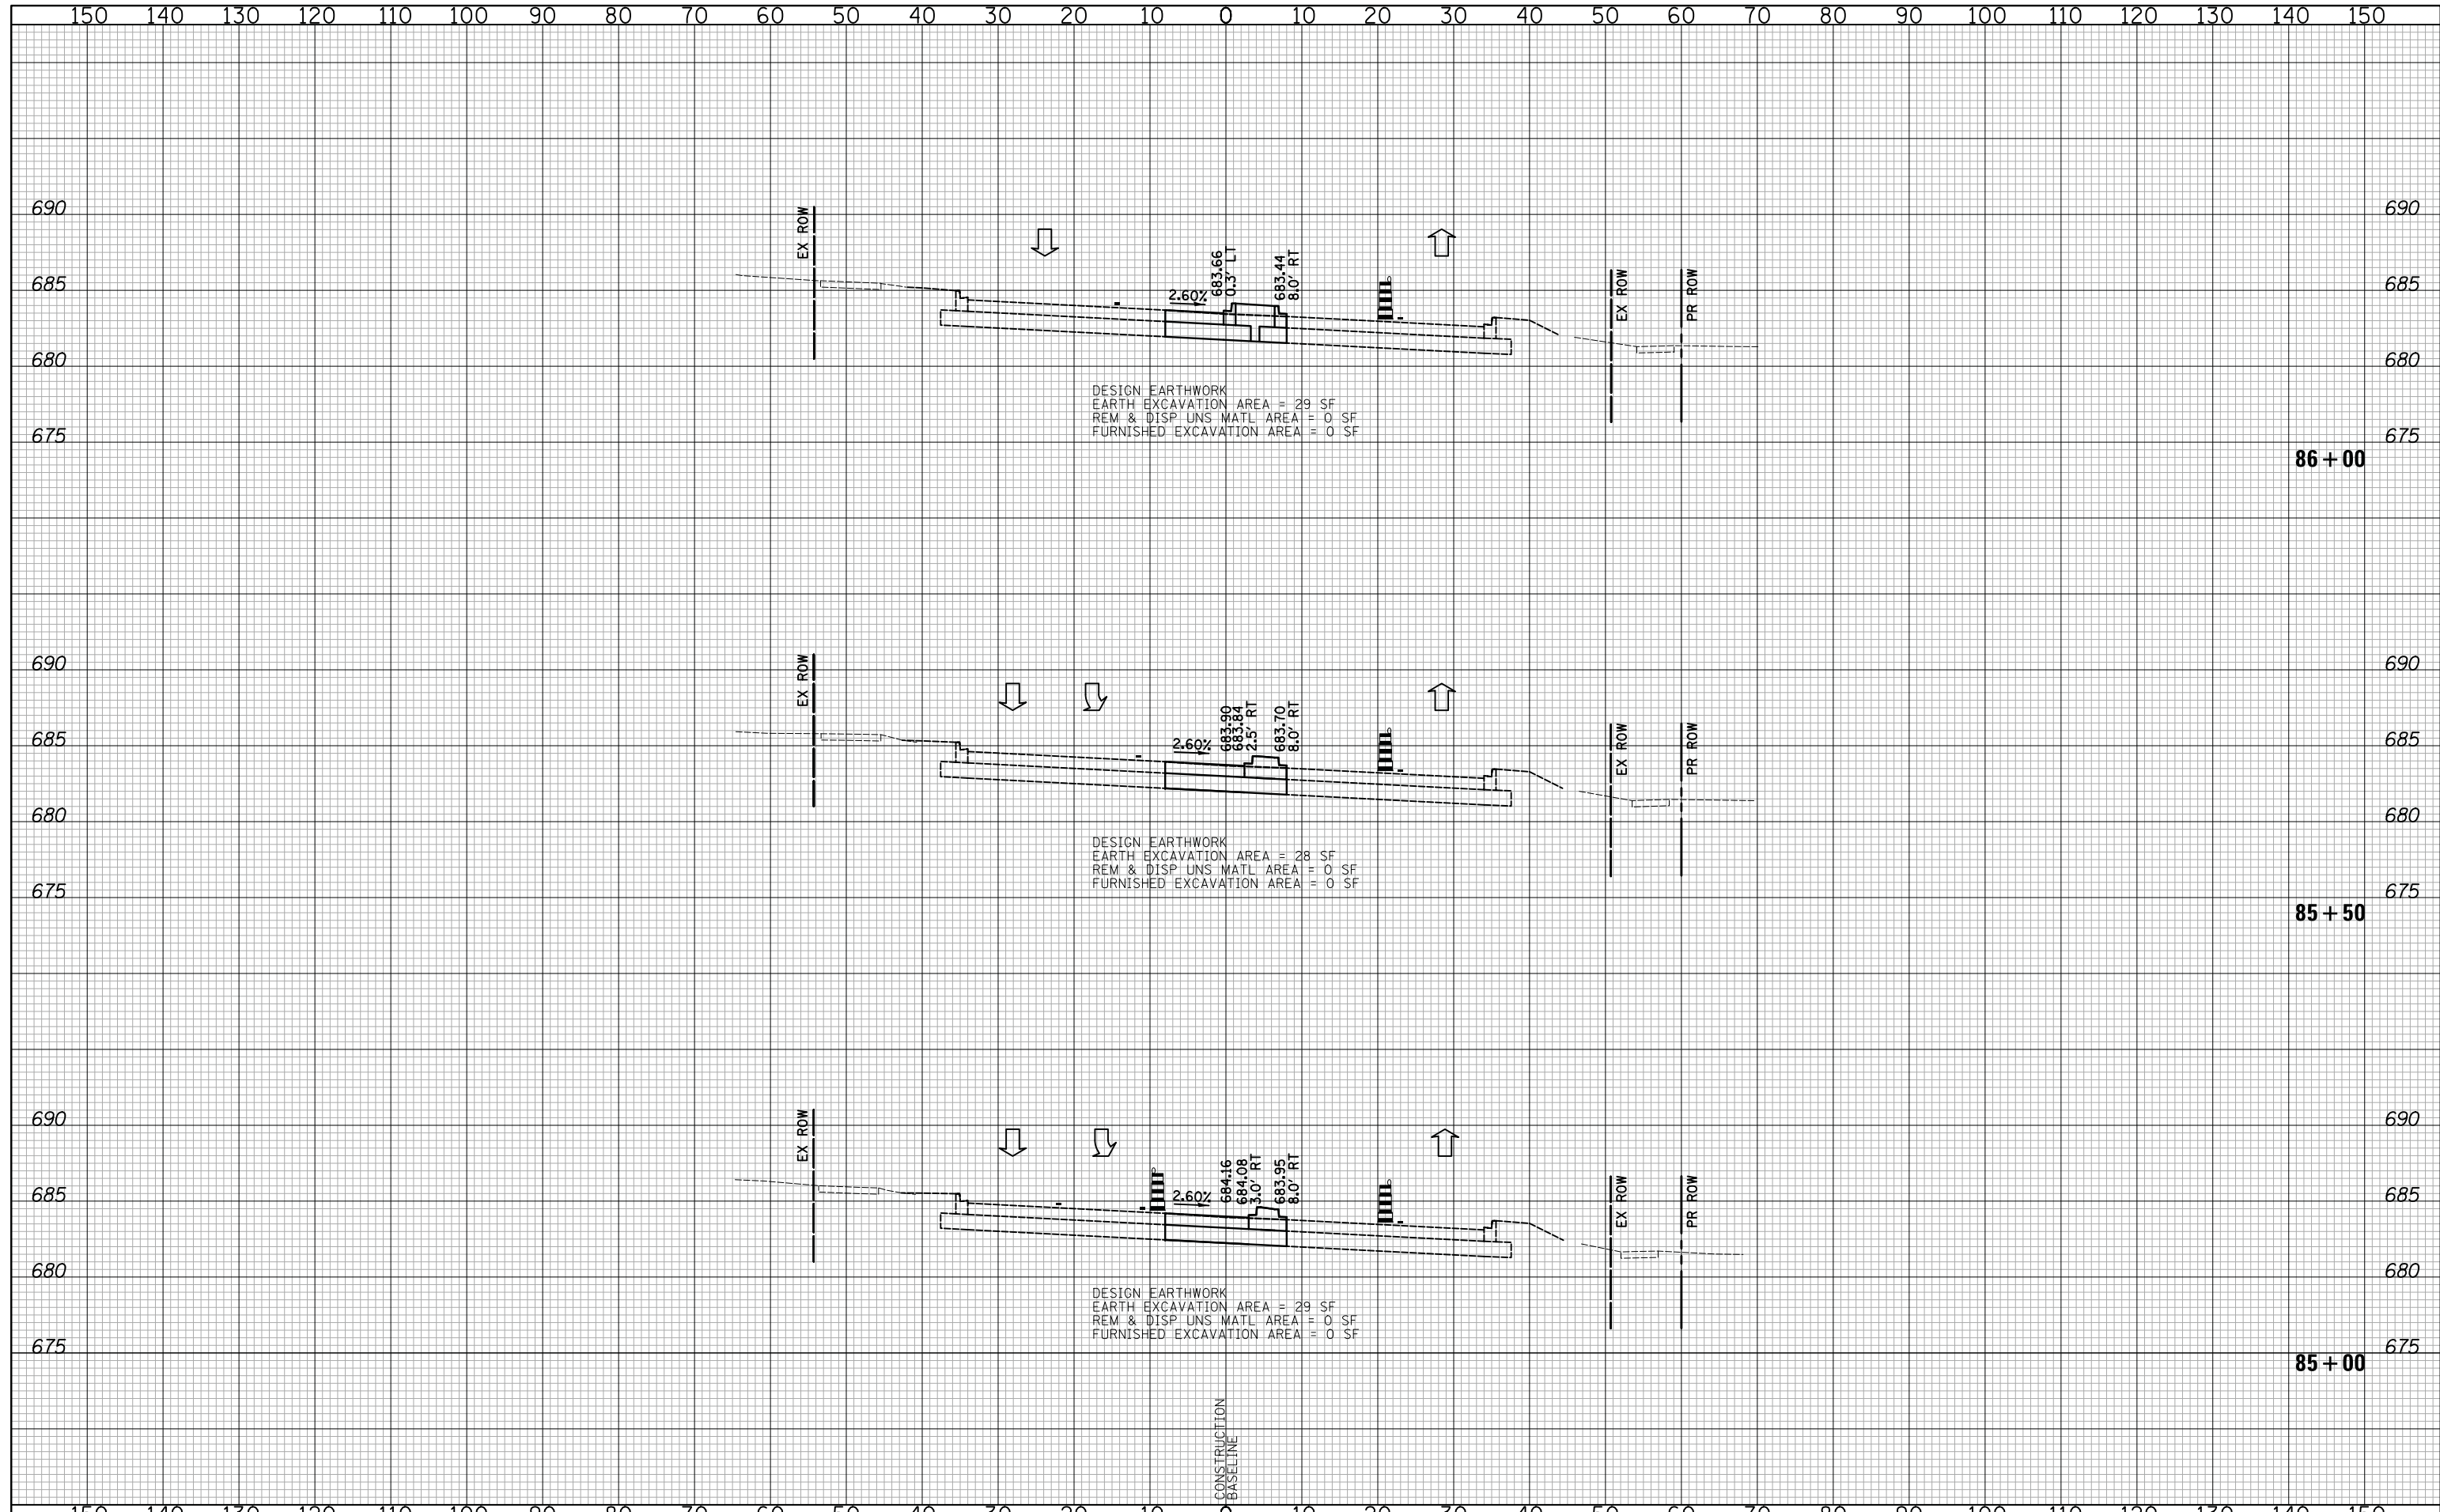 150 140 130 120 110 100 90 80 70 60 50 40 30 20 10 0 10 20 30 40 50 60 70 80 90 100 110 120 130 140 150
690 690
EX ROW
683.66
0.3' LT
683.44
8.0' RT
2.60%
EX ROW
PR ROW
685 685
680 680
DESIGN EARTHWORK
EARTH EXCAVATION AREA = 29 SF
REM & DISP UNS MATL AREA = 0 SF
FURNISHED EXCAVATION AREA = 0 SF
675 675
86+00
690 690
EX ROW
683.90
683.84
2.5' RT
683.70
8.0' RT
2.60%
EX ROW
PR ROW
685 685
680 680
DESIGN EARTHWORK
EARTH EXCAVATION AREA = 28 SF
REM & DISP UNS MATL AREA = 0 SF
FURNISHED EXCAVATION AREA = 0 SF
675 675
85+50
690 690
EX ROW
684.16
684.08
3.0' RT
683.95
8.0' RT
2.60%
EX ROW
PR ROW
685 685
680 680
DESIGN EARTHWORK
EARTH EXCAVATION AREA = 29 SF
REM & DISP UNS MATL AREA = 0 SF
FURNISHED EXCAVATION AREA = 0 SF
675 675
85+00
CONSTRUCTION
BASELINE
150 140 130 120 110 100 90 80 70 60 50 40 30 20 10 0 10 20 30 40 50 60 70 80 90 100 110 120 130 140 150